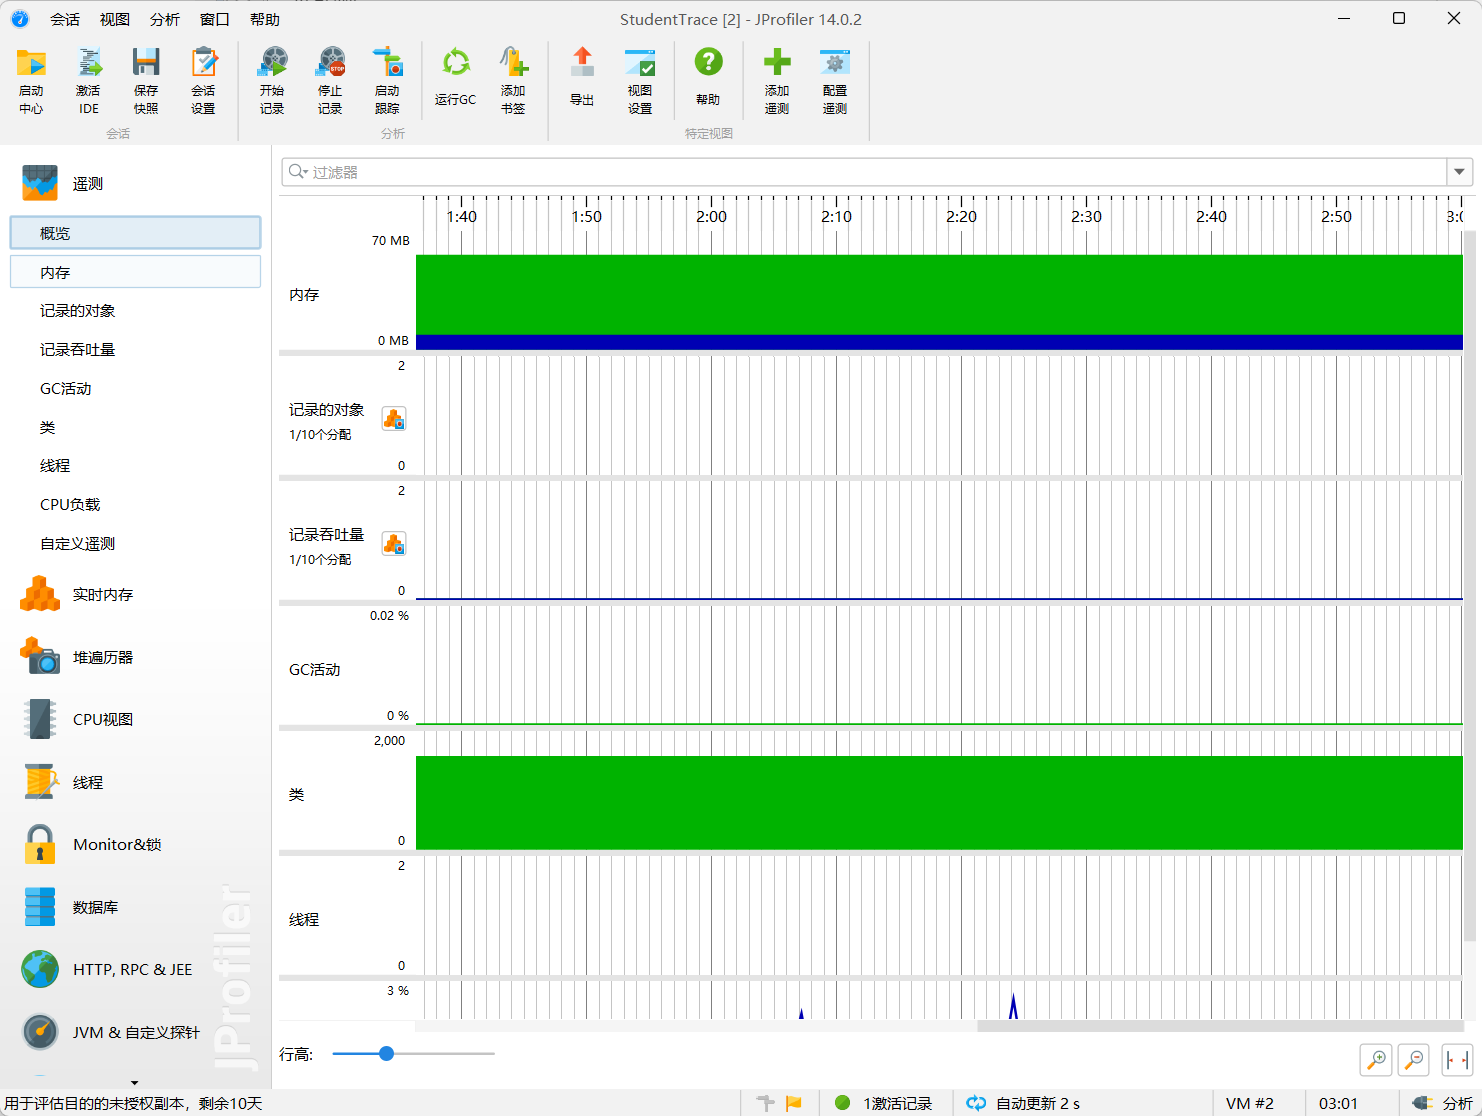 StudentTrace [2] - JProfiler 14.0.2
会话 视图 分析 窗口 帮助
启动中心 激活IDE 保存快照 会话设置 开始记录 停止记录 启动跟踪 运行GC 添加书签 导出 视图设置 帮助 添加遥测 配置遥测
会话 分析 特定视图
遥测
概览
内存
记录的对象
记录吞吐量
GC活动
类
线程
CPU负载
自定义遥测
实时内存
堆遍历器
CPU视图
线程
Monitor&锁
数据库
HTTP, RPC & JEE
JVM & 自定义探针
JProfiler
过滤器
1:40 1:50 2:00 2:10 2:20 2:30 2:40 2:50 3:0
70 MB
内存
0 MB
2
记录的对象
1/10个分配
0
2
记录吞吐量
1/10个分配
0
0.02 %
GC活动
0 %
2,000
类
0
2
线程
0
3 %
行高:
用于评估目的的未授权副本，剩余10天 1激活记录 自动更新 2 s VM #2 03:01 分析